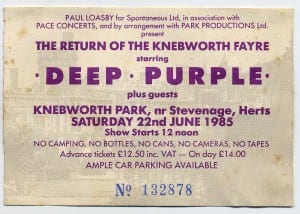 PAUL LOASBY for Spontaneous Ltd, in association with
PACE CONCERTS, and by arrangement with PARK PRODUCTIONS Ltd.
present
THE RETURN OF THE KNEBWORTH FAYRE
starring
· DEEP · PURPLE ·
plus guests
KNEBWORTH PARK, nr Stevenage, Herts
SATURDAY 22nd JUNE 1985
Show Starts 12 noon
NO CAMPING, NO BOTTLES, NO CANS, NO CAMERAS, NO TAPES
Advance tickets £12.50 inc. VAT — On day £14.00
AMPLE CAR PARKING AVAILABLE
Nº 132878